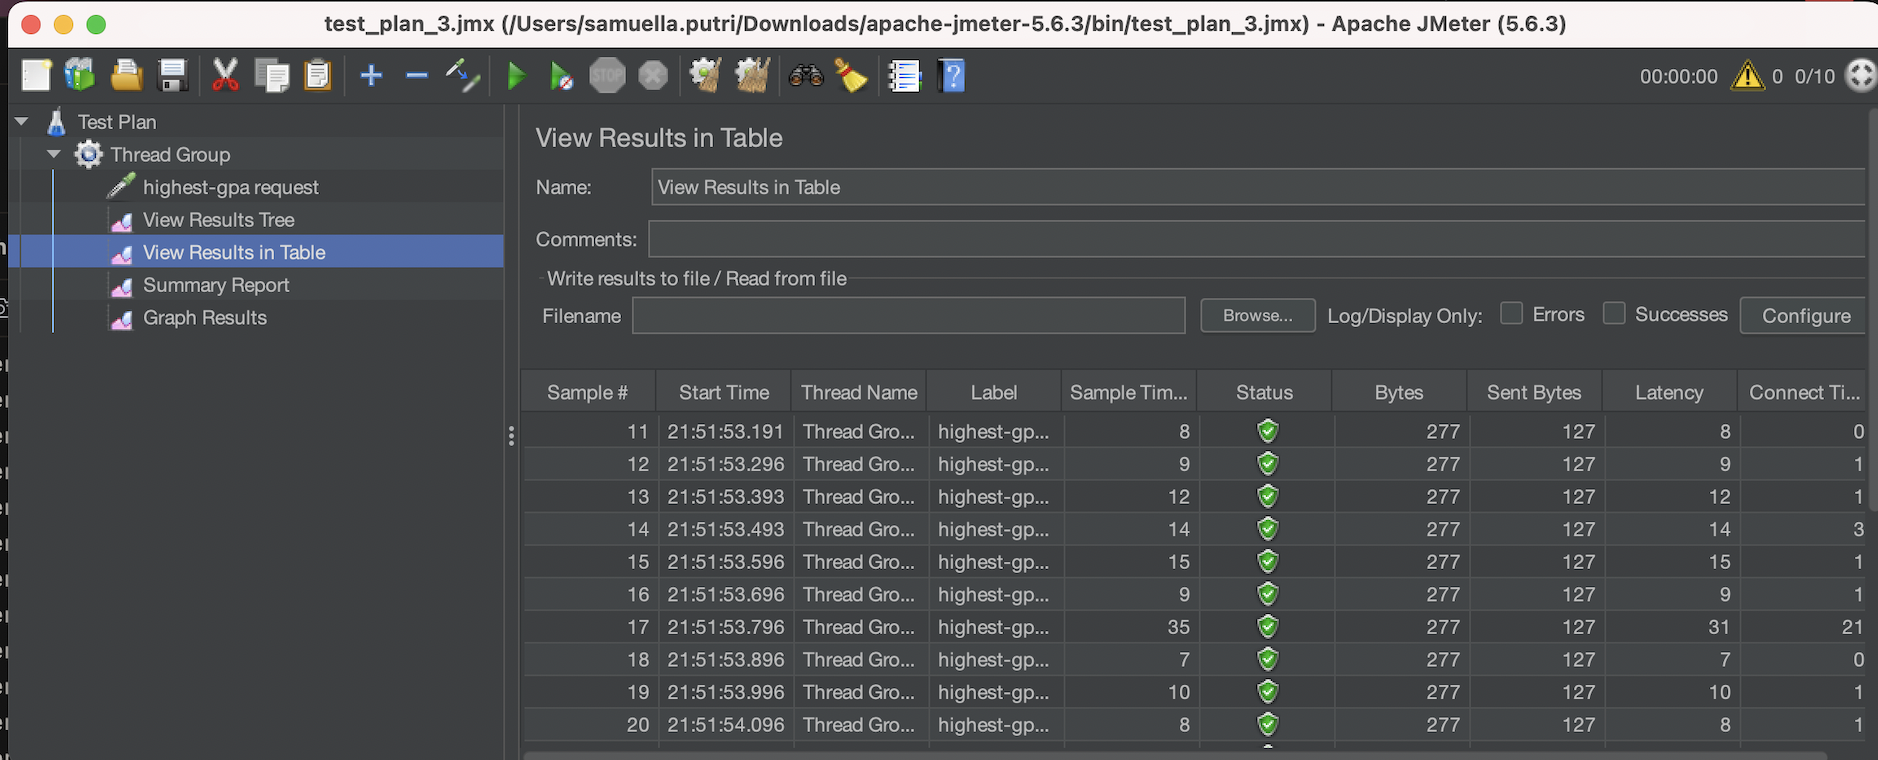 test_plan_3.jmx (/Users/samuella.putri/Downloads/apache-jmeter-5.6.3/bin/test_plan_3.jmx) - Apache JMeter (5.6.3)
STOP 00:00:00 0 0/10
Test Plan
Thread Group
highest-gpa request
View Results Tree
View Results in Table
Summary Report
Graph Results
View Results in Table
Name: View Results in Table
Comments:
Write results to file / Read from file
Filename Browse... Log/Display Only: Errors Successes Configure
Sample # Start Time Thread Name Label Sample Tim... Status Bytes Sent Bytes Latency Connect Ti...
11 21:51:53.191 Thread Gro... highest-gp... 8 277 127 8 0
12 21:51:53.296 Thread Gro... highest-gp... 9 277 127 9 1
13 21:51:53.393 Thread Gro... highest-gp... 12 277 127 12 1
14 21:51:53.493 Thread Gro... highest-gp... 14 277 127 14 3
15 21:51:53.596 Thread Gro... highest-gp... 15 277 127 15 1
16 21:51:53.696 Thread Gro... highest-gp... 9 277 127 9 1
17 21:51:53.796 Thread Gro... highest-gp... 35 277 127 31 21
18 21:51:53.896 Thread Gro... highest-gp... 7 277 127 7 0
19 21:51:53.996 Thread Gro... highest-gp... 10 277 127 10 1
20 21:51:54.096 Thread Gro... highest-gp... 8 277 127 8 1